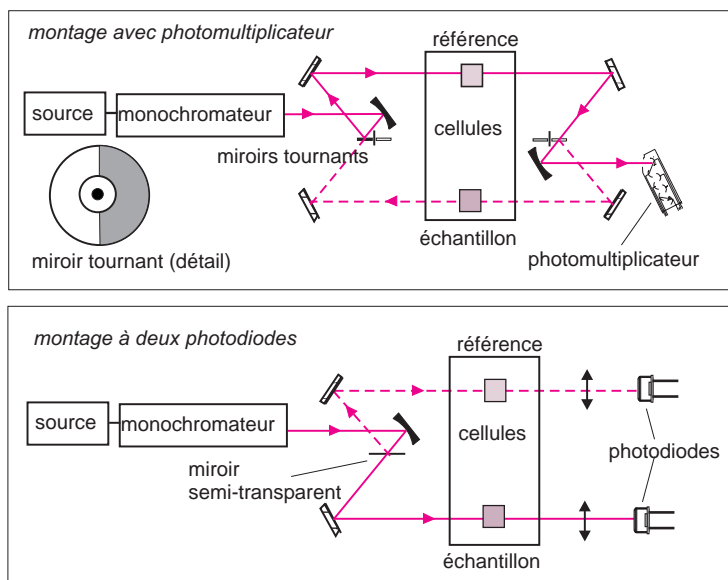 montage avec photomultiplicateur
référence
source
monochromateur
cellules
miroirs tournants
échantillon
miroir tournant (détail)
photomultiplicateur
montage à deux photodiodes
référence
source
monochromateur
cellules
photodiodes
miroir
semi-transparent
échantillon